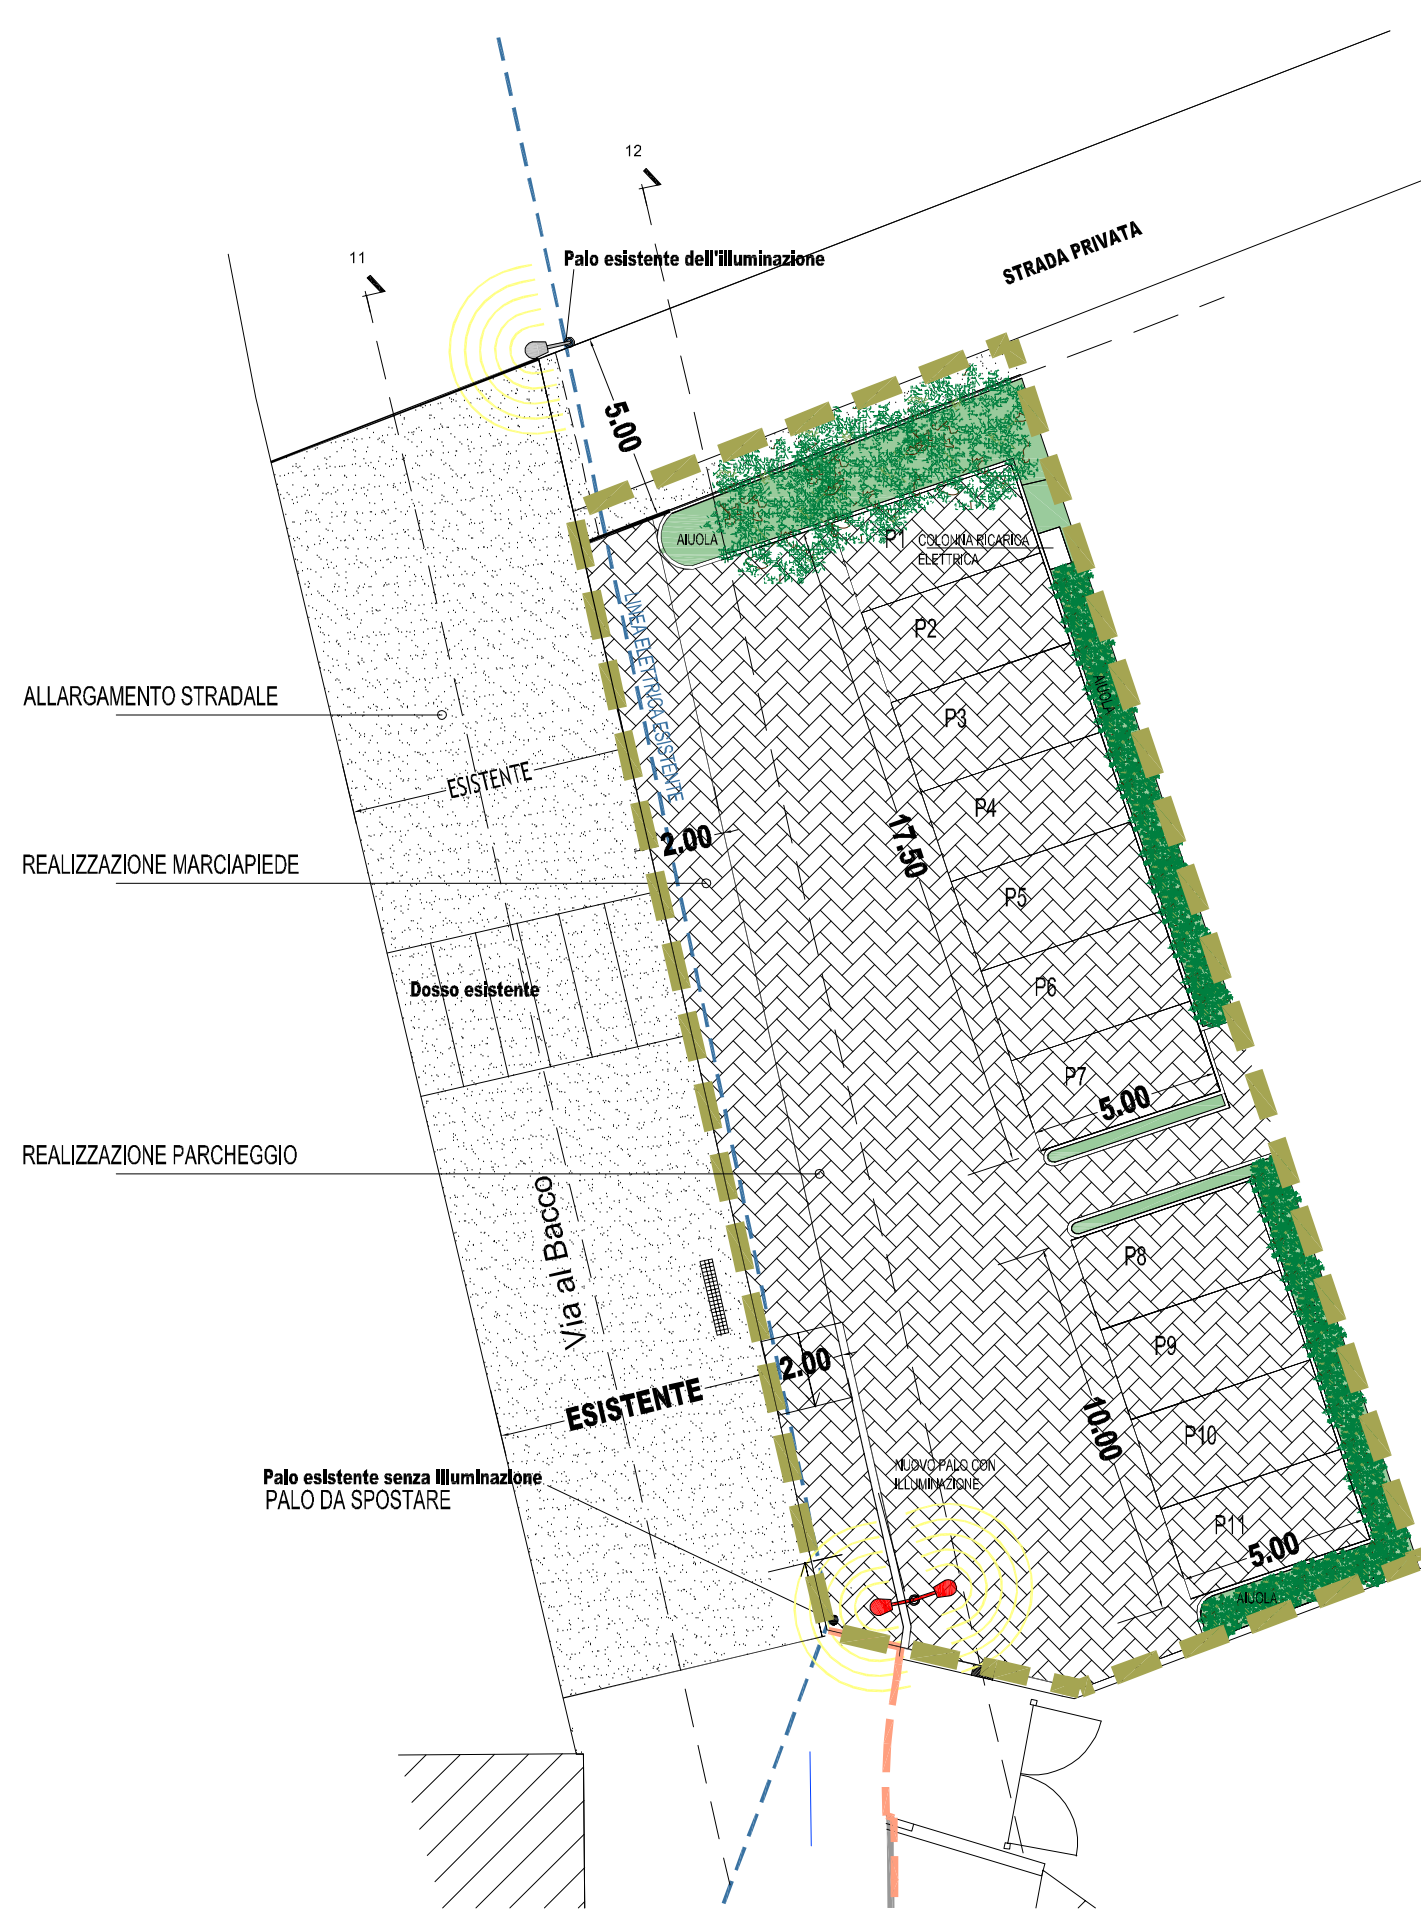 12
STRADA PRIVATA
11
Palo esistente dell'illuminazione
5.00
AIUOLA
P1
COLONNA RICARICA
ELETTRICA
LINEA ELETTRICA ESISTENTE
P2
AIUOLA
ALLARGAMENTO STRADALE
P3
ESISTENTE
P4
2.00
17.50
REALIZZAZIONE MARCIAPIEDE
P5
Dosso esistente
P6
P7
5.00
REALIZZAZIONE PARCHEGGIO
Via al Bacco
P8
P9
2.00
ESISTENTE
10.00
P10
NUOVO PALO CON
ILLUMINAZIONE
Palo esistente senza illuminazione
PALO DA SPOSTARE
P11
5.00
AIUOLA